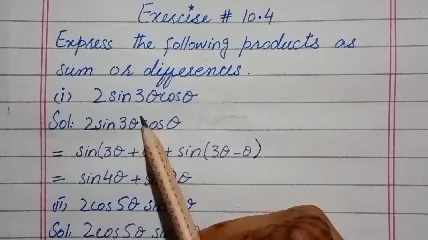 Exercise # 10.4
Express the following products as
sum or differences.
(i) 2sin3θcosθ
Sol: 2sin3θcosθ
= sin(3θ + + sin(3θ-θ)
= sin4θ + θ
(ii) 2cos5θ
Sol: 2cos5θ